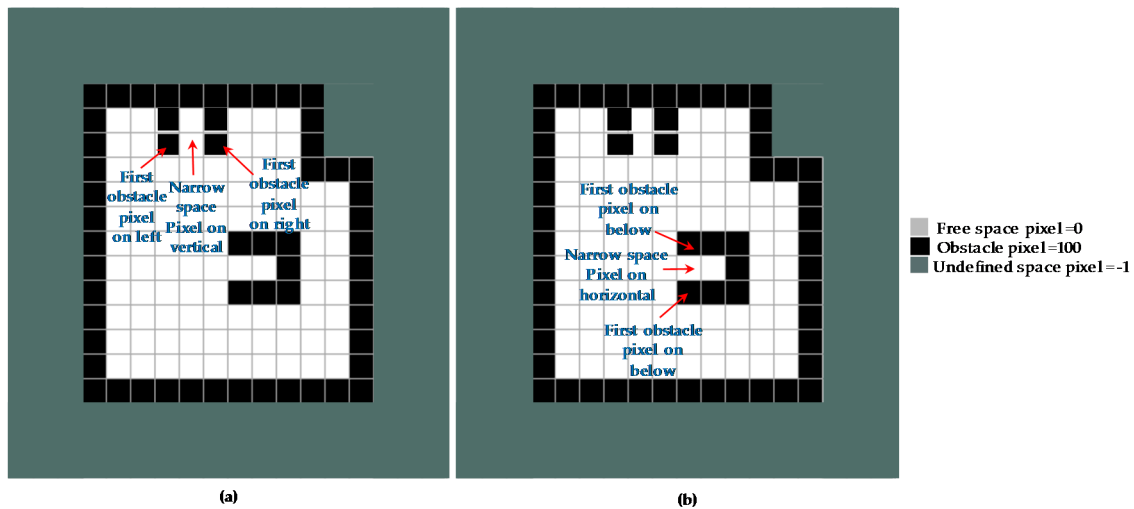 First
obstacle
pixel
on left
Narrow
space
Pixel on
vertical
First
obstacle
pixel
on right
(a)
First obstacle
pixel on
below
Narrow space
Pixel on
horizontal
First obstacle
pixel on
below
(b)
Free space pixel=0
Obstacle pixel=100
Undefined space pixel=-1